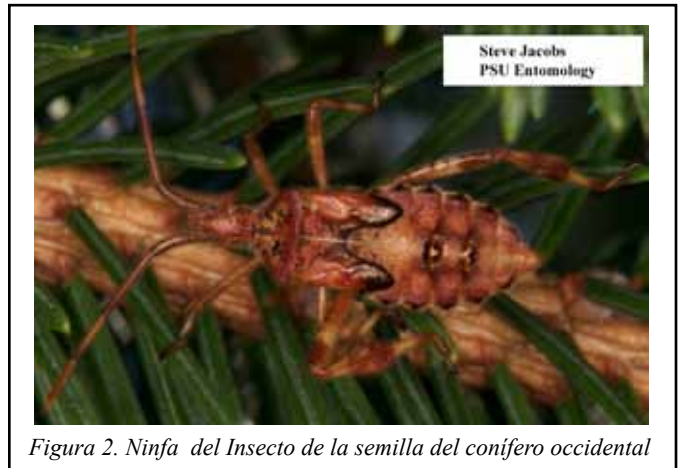 Steve Jacobs
PSU Entomology
Figura 2. Ninfa del Insecto de la semilla del conífero occidental